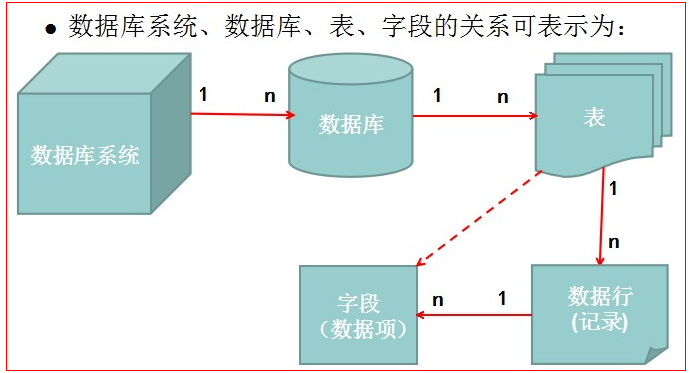 ● 数据库系统、数据库、表、字段的关系可表示为：
1 n
1 n
数据库系统
数据库
表
1
n
字段
（数据项）
n 1
数据行
(记录)